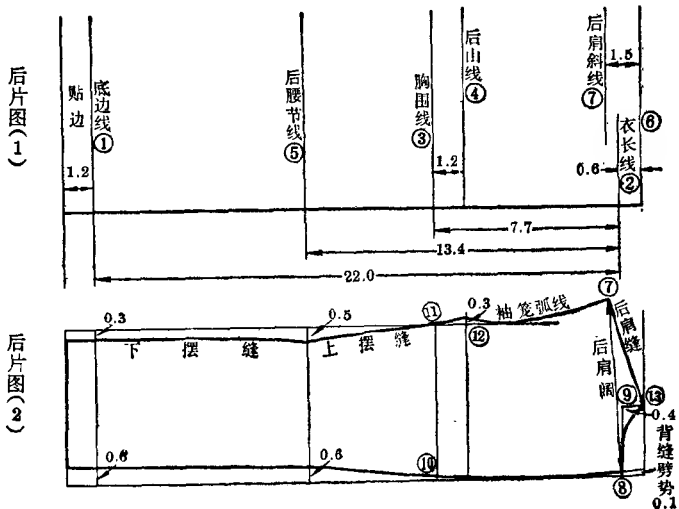 后片图(1)
贴边
底边线①
后腰节线⑤
胸围线③
后山线④
后肩斜线⑦
衣长线②
⑥
1.5
0.6
1.2
1.2
7.7
13.4
22.0
后片图(2)
0.3
下摆缝
0.5
上摆缝
⑪
0.3
⑫
袖笼弧线
⑦
后肩缝
后肩阔
⑨
⑬
0.4
背缝劈势
0.1
0.6
0.6
⑩
⑧